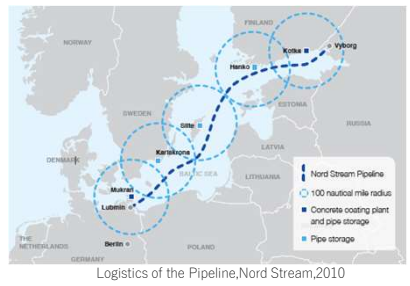 FINLAND
NORWAY
Kotka
Vyborg
Hanko
SWEDEN
ESTONIA
RUSSIA
Slite
LATVIA
Karlskrona
DENMARK
BALTIC SEA
LITHUANIA
Mukran
Lubmin
Berlin
THE
NETHERLANDS
GERMANY
POLAND
Nord Stream Pipeline
100 nautical mile radius
Concrete coating plant
and pipe storage
Pipe storage
Logistics of the Pipeline,Nord Stream,2010